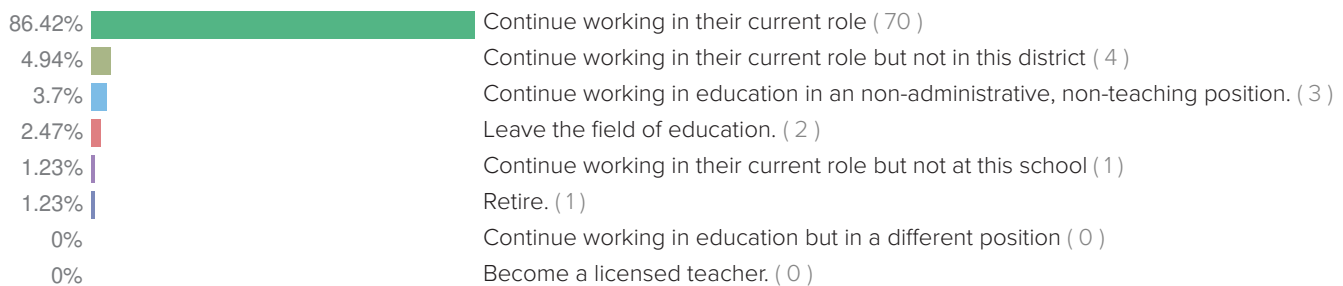 86.42% Continue working in their current role ( 70 )
4.94% Continue working in their current role but not in this district ( 4 )
3.7% Continue working in education in an non-administrative, non-teaching position. ( 3 )
2.47% Leave the field of education. ( 2 )
1.23% Continue working in their current role but not at this school ( 1 )
1.23% Retire. ( 1 )
0% Continue working in education but in a different position ( 0 )
0% Become a licensed teacher. ( 0 )